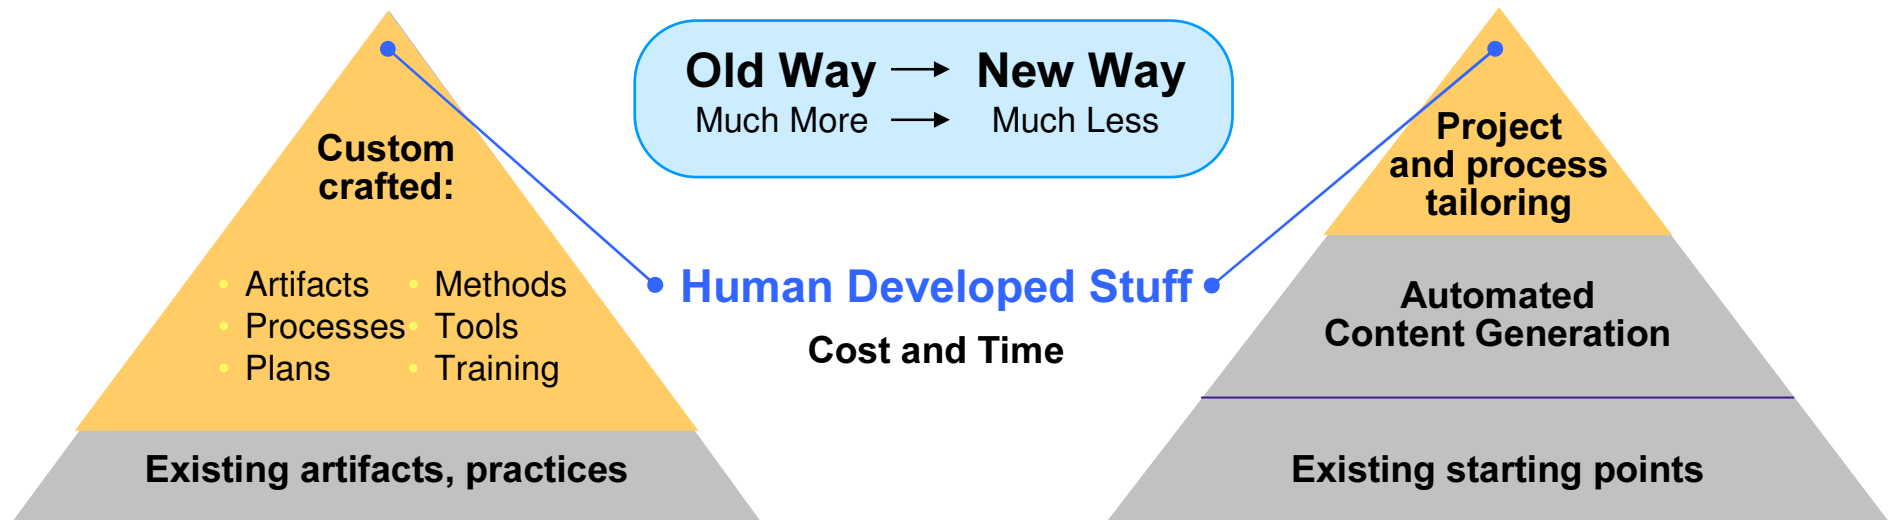 Old Way → New Way
Much More → Much Less
Custom
crafted:
• Artifacts
• Processes
• Plans
• Methods
• Tools
• Training
Existing artifacts, practices
Human Developed Stuff
Cost and Time
Project
and process
tailoring
Automated
Content Generation
Existing starting points